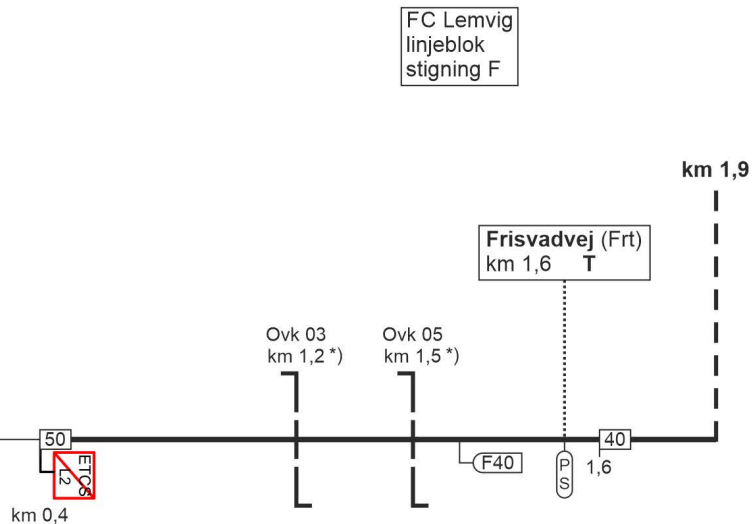 FC Lemvig
linjeblok
stigning F
km 1,9
Frisvadvej (Frt)
km 1,6 T
Ovk 03
km 1,2 *)
Ovk 05
km 1,5 *)
50
40
ETCS
L2
F40
P
S
1,6
km 0,4